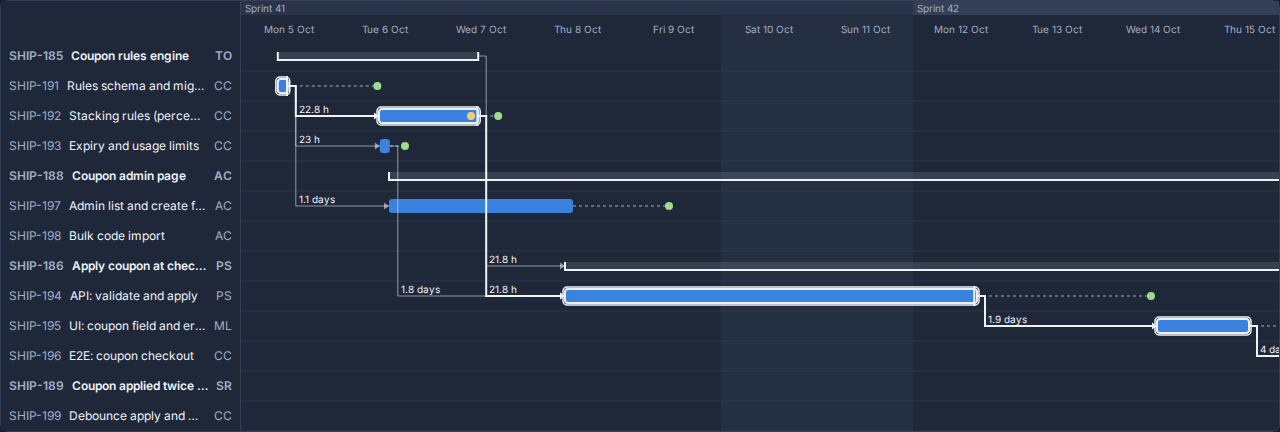 Sprint 41
Sprint 42
Mon 5 Oct
Tue 6 Oct
Wed 7 Oct
Thu 8 Oct
Fri 9 Oct
Sat 10 Oct
Sun 11 Oct
Mon 12 Oct
Tue 13 Oct
Wed 14 Oct
Thu 15 Oct
SHIP-185 Coupon rules engine TO
SHIP-191 Rules schema and mig... CC
SHIP-192 Stacking rules (perce... CC
22.8 h
SHIP-193 Expiry and usage limits CC
23 h
SHIP-188 Coupon admin page AC
SHIP-197 Admin list and create f... AC
1.1 days
SHIP-198 Bulk code import AC
SHIP-186 Apply coupon at chec... PS
21.8 h
SHIP-194 API: validate and apply PS
1.8 days
21.8 h
SHIP-195 UI: coupon field and er... ML
1.9 days
SHIP-196 E2E: coupon checkout CC
4 da
SHIP-189 Coupon applied twice ... SR
SHIP-199 Debounce apply and ... CC